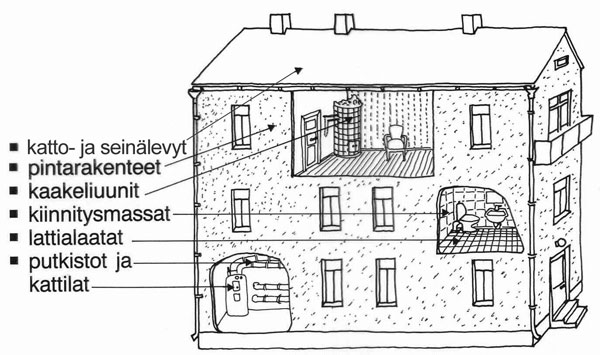 ▪ katto- ja seinälevyt
▪ pintarakenteet
▪ kaakeliuunit
▪ kiinnitysmassat
▪ lattialaatat
▪ putkistot ja
kattilat